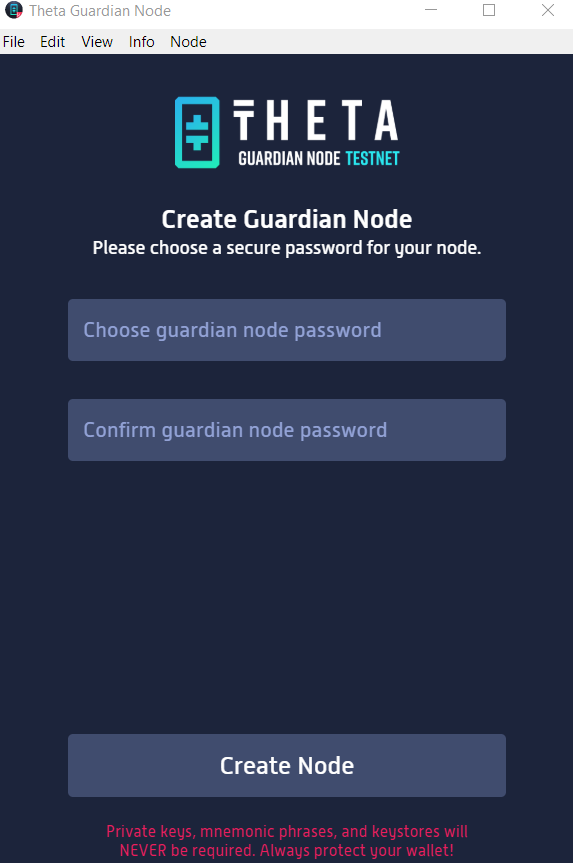 Theta Guardian Node
File Edit View Info Node
THETA
GUARDIAN NODE TESTNET
Create Guardian Node
Please choose a secure password for your node.
Choose guardian node password
Confirm guardian node password
Create Node
Private keys, mnemonic phrases, and keystores will
NEVER be required. Always protect your wallet!